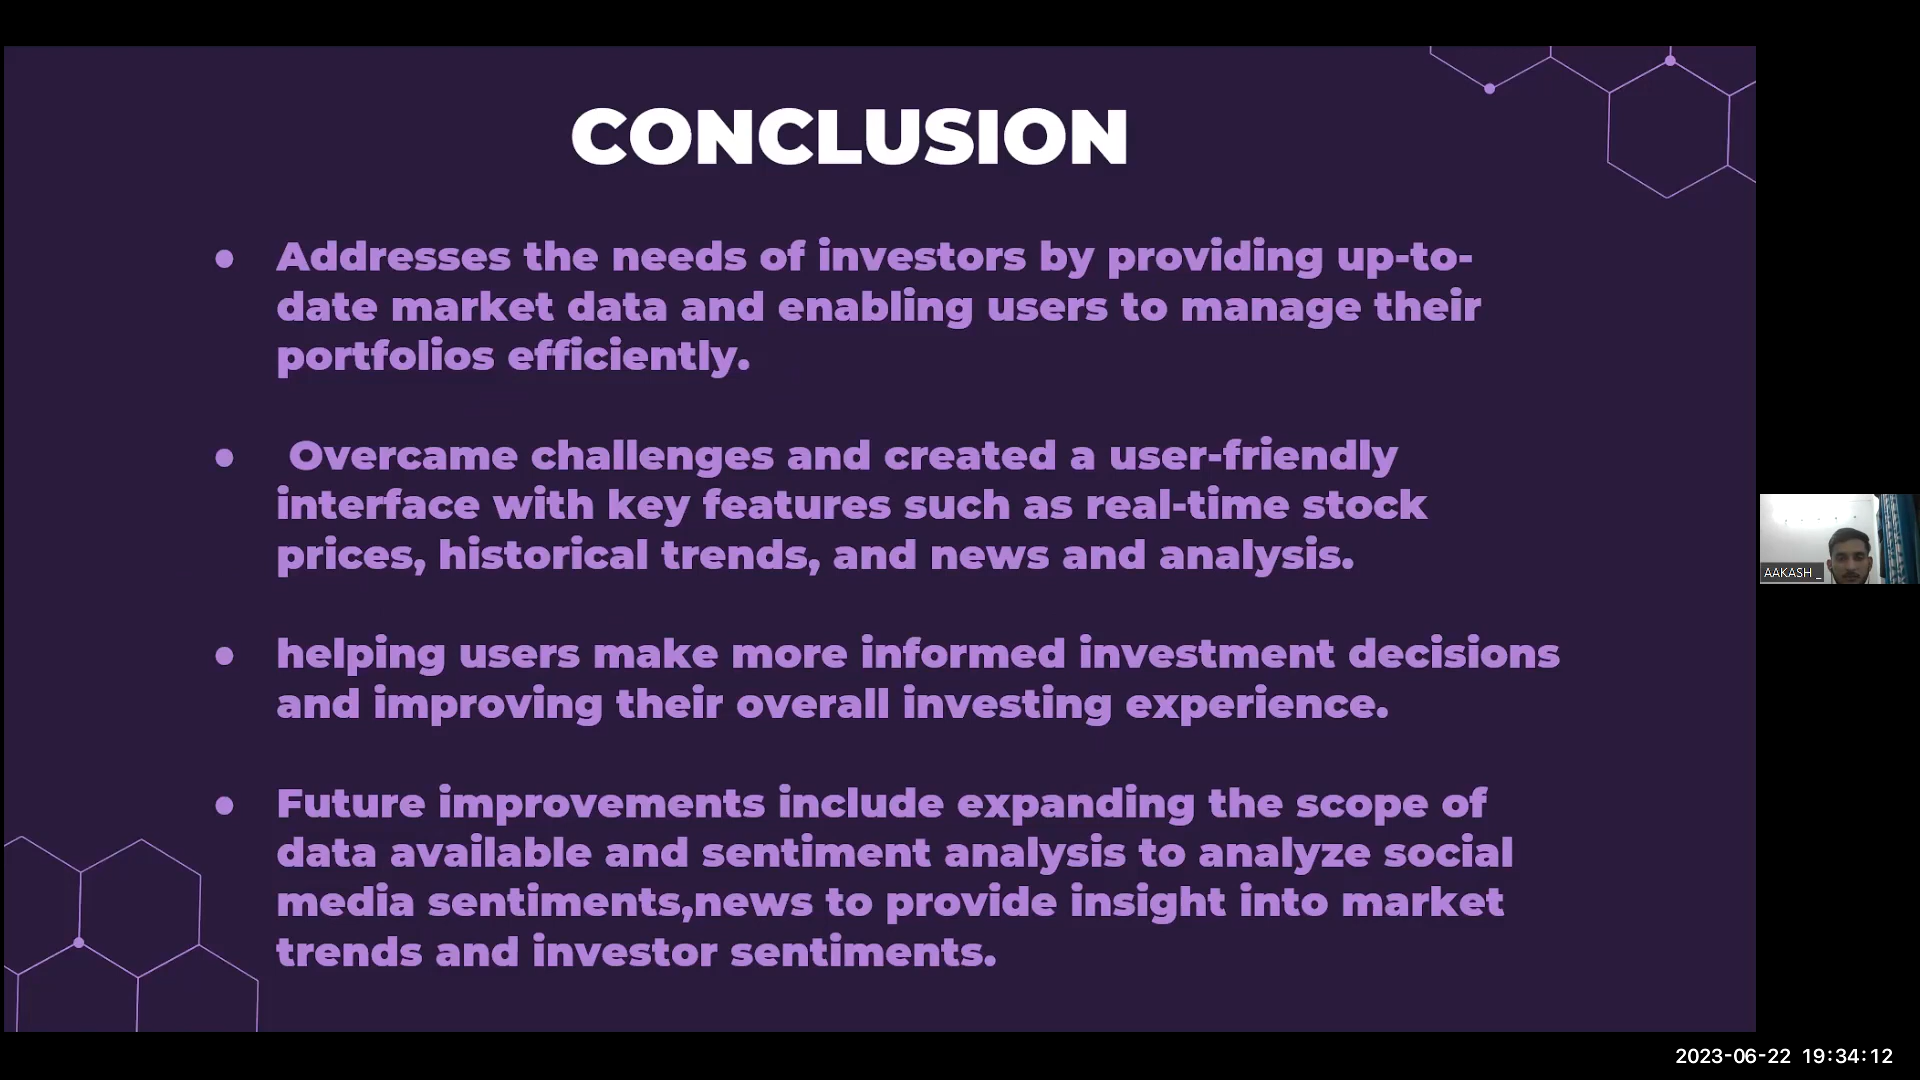 CONCLUSION
● Addresses the needs of investors by providing up-to-
date market data and enabling users to manage their
portfolios efficiently.
● Overcame challenges and created a user-friendly
interface with key features such as real-time stock
prices, historical trends, and news and analysis.
● helping users make more informed investment decisions
and improving their overall investing experience.
● Future improvements include expanding the scope of
data available and sentiment analysis to analyze social
media sentiments,news to provide insight into market
trends and investor sentiments.
AAKASH _
2023-06-22 19:34:12